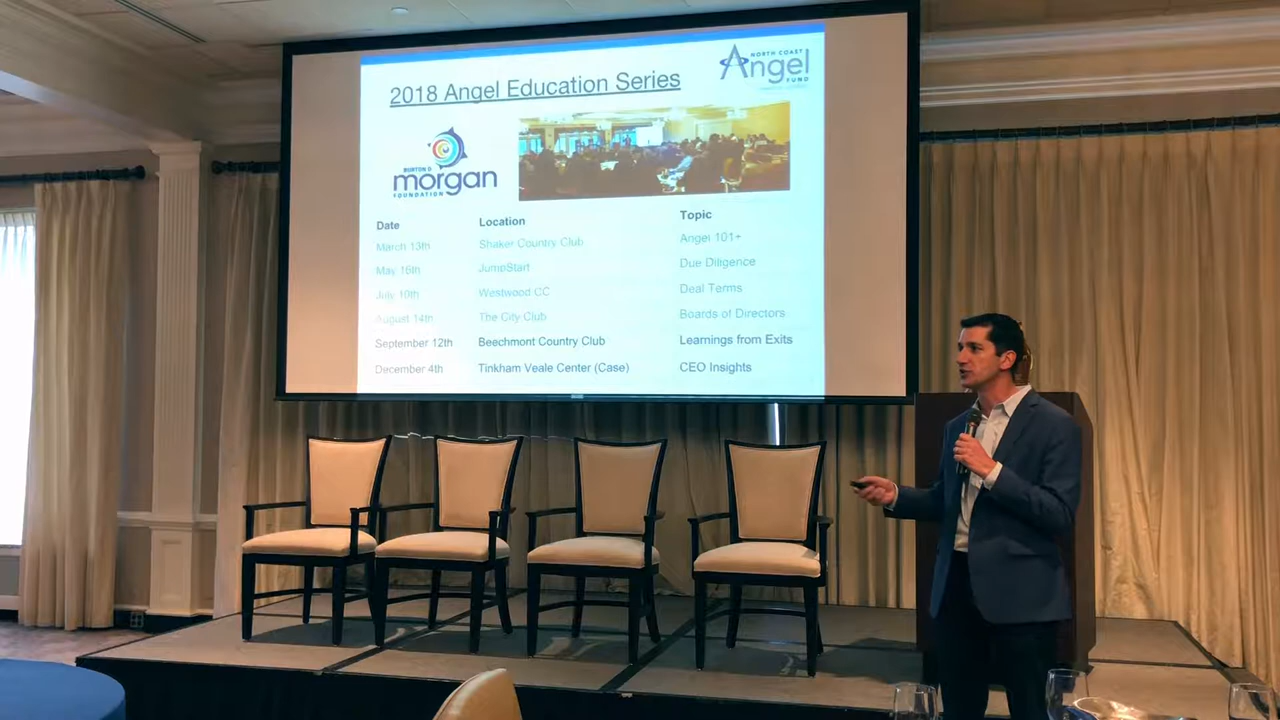 2018 Angel Education Series
NORTH COAST
Angel
FUND
BURTON D.
morgan
FOUNDATION
Date Location Topic
March 13th Shaker Country Club Angel 101+
May 16th JumpStart Due Diligence
July 10th Westwood CC Deal Terms
August 14th The City Club Boards of Directors
September 12th Beechmont Country Club Learnings from Exits
December 4th Tinkham Veale Center (Case) CEO Insights